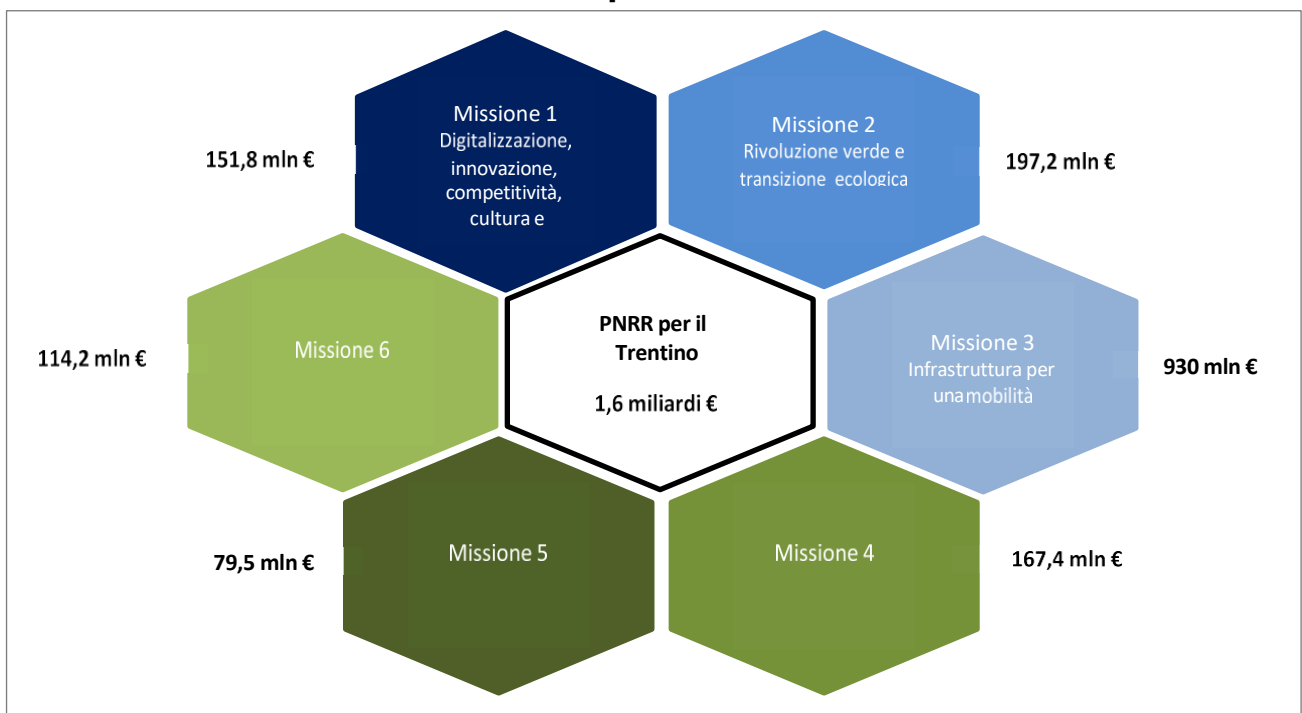 Missione 1
Digitalizzazione,
innovazione,
competitività,
cultura e
151,8 mln €
Missione 2
Rivoluzione verde e
transizione ecologica
197,2 mln €
PNRR per il
Trentino
1,6 miliardi €
Missione 6
114,2 mln €
Missione 3
Infrastruttura per
una mobilità
930 mln €
Missione 5
79,5 mln €
Missione 4
167,4 mln €